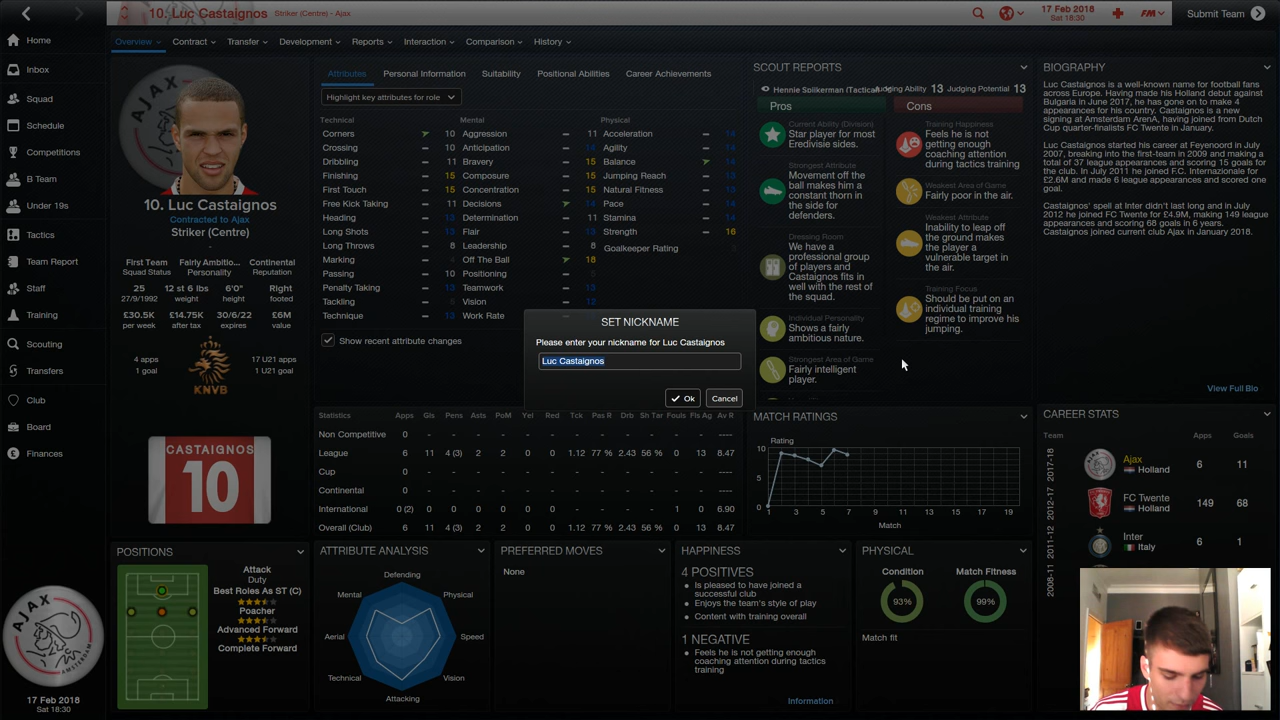 10. Luc Castaignos
Striker (Centre) - Ajax
17 Feb 2018
Sat 18:30
FM
Submit Team
Home
Inbox
Squad
Schedule
Competitions
B Team
Under 19s
Tactics
Team Report
Staff
Training
Scouting
Transfers
Club
Board
Finances
17 Feb 2018
Sat 18:30
Overview
Contract
Transfer
Development
Reports
Interaction
Comparison
History
AJAX
10. Luc Castaignos
Contracted to Ajax
Striker (Centre)
-
First Team
Squad Status
Fairly Ambitio...
Personality
Continental
Reputation
25
27/9/1992
12 st 6 lbs
weight
6'0"
height
Right
footed
£30.5K
per week
£14.75K
after tax
30/6/22
expires
£6M
value
4 apps
1 goal
KNVB
17 U21 apps
1 U21 goal
CASTAIGNOS
10
Attributes
Personal Information
Suitability
Positional Abilities
Career Achievements
Highlight key attributes for role
Technical
Corners 10
Crossing 10
Dribbling 11
Finishing 15
First Touch 15
Free Kick Taking 11
Heading 12
Long Shots 13
Long Throws 8
Marking 4
Passing 10
Penalty Taking 13
Tackling
Technique 13
Mental
Aggression 11
Anticipation 14
Bravery 15
Composure 15
Concentration 15
Decisions 14
Determination 11
Flair 13
Leadership 8
Off The Ball 18
Positioning 5
Teamwork 13
Vision 12
Work Rate
Physical
Acceleration 14
Agility 14
Balance 14
Jumping Reach 13
Natural Fitness 13
Pace 14
Stamina 14
Strength 16
Goalkeeper Rating 3
Show recent attribute changes
SET NICKNAME
Please enter your nickname for Luc Castaignos
Luc Castaignos
Ok
Cancel
SCOUT REPORTS
Hennie Spijkerman (Tactical
Judging Ability 13
Judging Potential 13
Pros
Current Ability (Division)
Star player for most
Eredivisie sides.
Strongest Attribute
Movement off the
ball makes him a
constant thorn in
the side for
defenders.
Dressing Room
We have a
professional group
of players and
Castaignos fits in
well with the rest of
the squad.
Individual Personality
Shows a fairly
ambitious nature.
Strongest Area of Game
Fairly intelligent
player.
Cons
Training Happiness
Feels he is not
getting enough
coaching attention
during tactics
training
Weakest Area of Game
Fairly poor in the air.
Weakest Attribute
Inability to leap off
the ground makes
the player a
vulnerable target in
the air.
Training Focus
Should be put on an
individual training
regime to improve his
jumping.
BIOGRAPHY
Luc Castaignos is a well-known name for football fans
across Europe. Having made his Holland debut against
Bulgaria in June 2017, he has gone on to make 4
appearances for his country. Castaignos is a new
signing at Amsterdam ArenA, having joined from Dutch
Cup quarter-finalists FC Twente in January.
Luc Castaignos started his career at Feyenoord in July
2007, breaking into the first-team in 2009 and making a
total of 37 league appearances and scoring 15 goals for
the club. In July 2011 he joined F.C. Internazionale for
£2.6M and made 6 league appearances and scored one
goal.
Castaignos' spell at Inter didn't last long and in July
2012 he joined FC Twente for £4.9M, making 149 league
appearances and scoring 68 goals in 6 years.
Castaignos joined current club Ajax in January 2018.
View Full Bio
Statistics Apps Gls Pens Asts PoM Yel Red Tck Pas R Drb Sh Tar Fouls Fls Ag Av R
Non Competitive 0 - - - - - - - - - - - - ----
League 6 11 4 (3) 2 2 0 0 1.12 77 % 2.43 56 % 0 13 8.47
Cup 0 - - - - - - - - - - - - ----
Continental 0 - - - - - - - - - - - - ----
International 0 (2) - - - - - - - - - - 1 0 6.90
Overall (Club) 6 11 4 (3) 2 2 0 0 1.12 77 % 2.43 56 % 0 13 8.47
MATCH RATINGS
Rating
10
5
0
1 3 5 7 9 11 13 15 17 19
Match
CAREER STATS
Team Apps Goals
2017-18
Ajax 6 11
Holland
2012-17
FC Twente 149 68
Holland
2011-12
Inter 6 1
Italy
2008-11
POSITIONS
Attack
Duty
Best Roles As ST (C)
Poacher
Advanced Forward
Complete Forward
ATTRIBUTE ANALYSIS
Defending
Physical
Speed
Vision
Attacking
Technical
Aerial
Mental
PREFERRED MOVES
None
HAPPINESS
4 POSITIVES
Is pleased to have joined a
successful club
Enjoys the team's style of play
Content with training overall
1 NEGATIVE
Feels he is not getting enough
coaching attention during tactics
training
Information
PHYSICAL
Condition
93%
Match Fitness
99%
Match fit
AJAX
AMSTERDAM